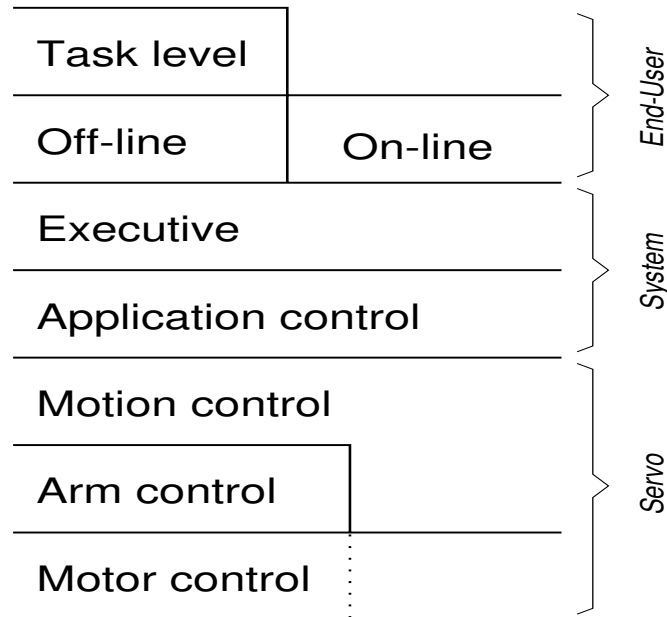 Task level
Off-line
On-line
End-User
Executive
Application control
System
Motion control
Arm control
Motor control
Servo